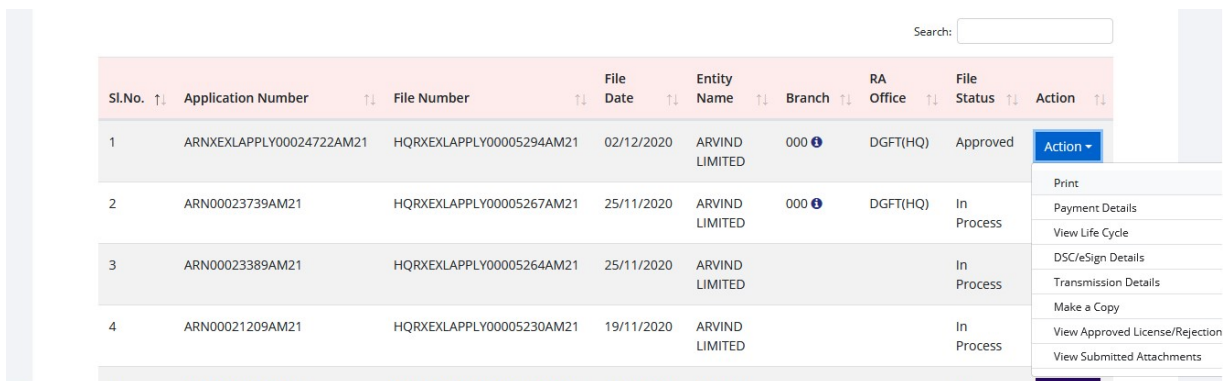 Search:
Sl.No. Application Number File Number File Date Entity Name Branch RA Office File Status Action
1 ARNXEXLAPPLY00024722AM21 HQRXEXLAPPLY00005294AM21 02/12/2020 ARVIND LIMITED 000 DGFT(HQ) Approved Action
2 ARN00023739AM21 HQRXEXLAPPLY00005267AM21 25/11/2020 ARVIND LIMITED 000 DGFT(HQ) In Process
3 ARN00023389AM21 HQRXEXLAPPLY00005264AM21 25/11/2020 ARVIND LIMITED In Process
4 ARN00021209AM21 HQRXEXLAPPLY00005230AM21 19/11/2020 ARVIND LIMITED In Process
Print
Payment Details
View Life Cycle
DSC/eSign Details
Transmission Details
Make a Copy
View Approved License/Rejection
View Submitted Attachments